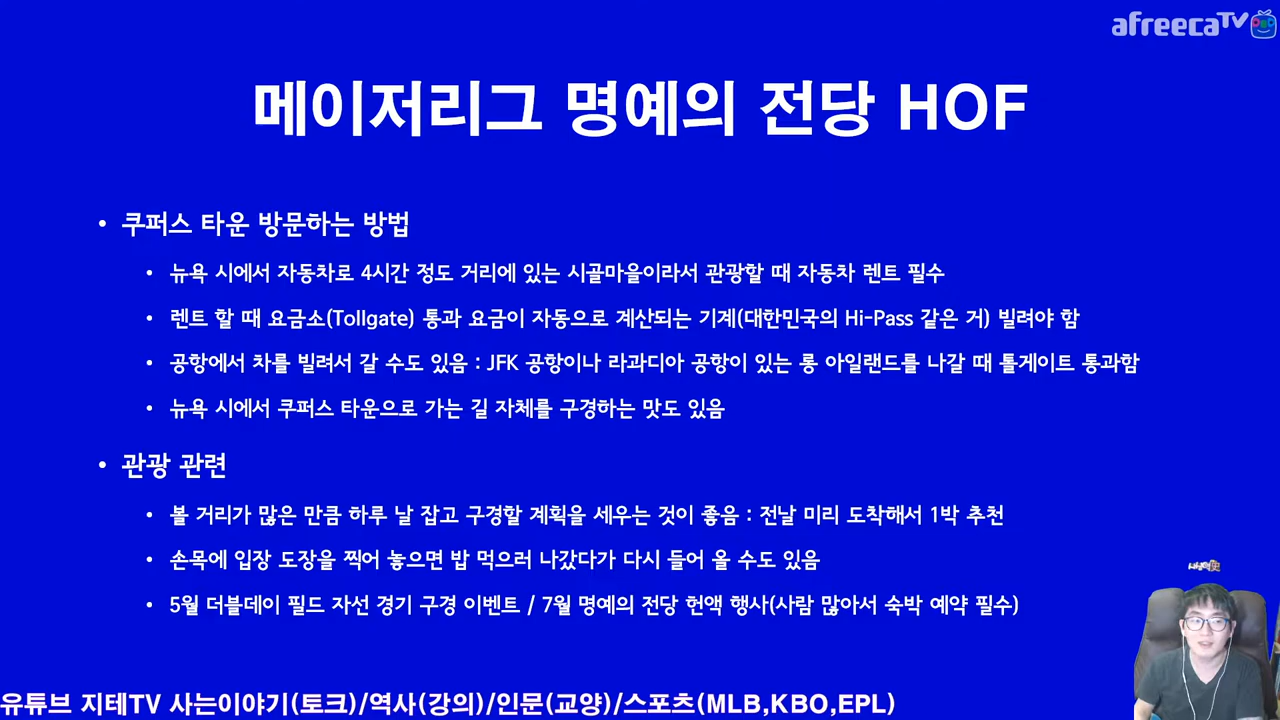 afreecaTV
메이저리그 명예의 전당 HOF
• 쿠퍼스 타운 방문하는 방법
• 뉴욕 시에서 자동차로 4시간 정도 거리에 있는 시골마을이라서 관광할 때 자동차 렌트 필수
• 렌트 할 때 요금소(Tollgate) 통과 요금이 자동으로 계산되는 기계(대한민국의 Hi-Pass 같은 거) 빌려야 함
• 공항에서 차를 빌려서 갈 수도 있음 : JFK 공항이나 라과디아 공항이 있는 롱 아일랜드를 나갈 때 톨게이트 통과함
• 뉴욕 시에서 쿠퍼스 타운으로 가는 길 자체를 구경하는 맛도 있음
• 관광 관련
• 볼 거리가 많은 만큼 하루 날 잡고 구경할 계획을 세우는 것이 좋음 : 전날 미리 도착해서 1박 추천
• 손목에 입장 도장을 찍어 놓으면 밥 먹으러 나갔다가 다시 들어 올 수도 있음
• 5월 더블데이 필드 자선 경기 구경 이벤트 / 7월 명예의 전당 헌액 행사(사람 많아서 숙박 예약 필수)
유튜브 지테TV 사는이야기(토크)/역사(강의)/인문(교양)/스포츠(MLB,KBO,EPL)